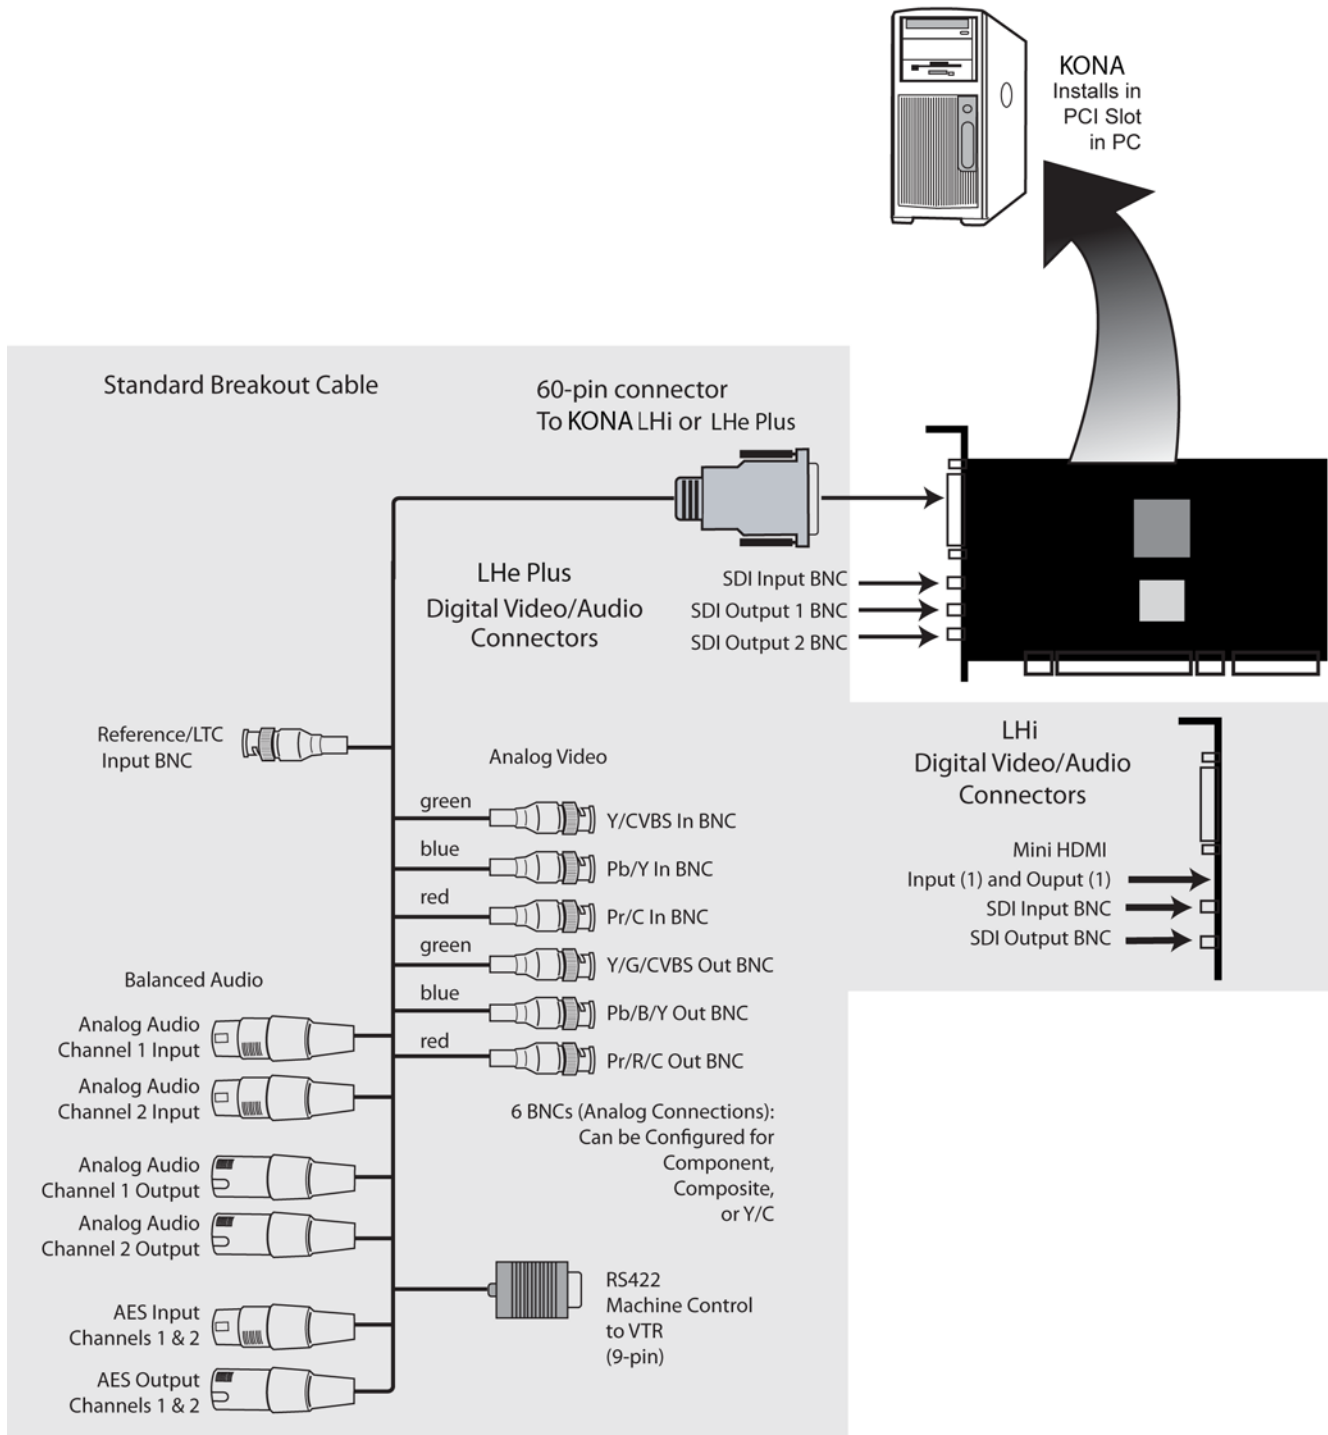 KONA
Installs in
PCI Slot
in PC
Standard Breakout Cable
60-pin connector
To KONA LHi or LHe Plus
LHe Plus
Digital Video/Audio
Connectors
SDI Input BNC
SDI Output 1 BNC
SDI Output 2 BNC
LHi
Digital Video/Audio
Connectors
Mini HDMI
Input (1) and Ouput (1)
SDI Input BNC
SDI Output BNC
Reference/LTC
Input BNC
Analog Video
green
Y/CVBS In BNC
blue
Pb/Y In BNC
red
Pr/C In BNC
green
Y/G/CVBS Out BNC
blue
Pb/B/Y Out BNC
red
Pr/R/C Out BNC
6 BNCs (Analog Connections):
Can be Configured for
Component,
Composite,
or Y/C
Balanced Audio
Analog Audio
Channel 1 Input
Analog Audio
Channel 2 Input
Analog Audio
Channel 1 Output
Analog Audio
Channel 2 Output
AES Input
Channels 1 & 2
AES Output
Channels 1 & 2
RS422
Machine Control
to VTR
(9-pin)